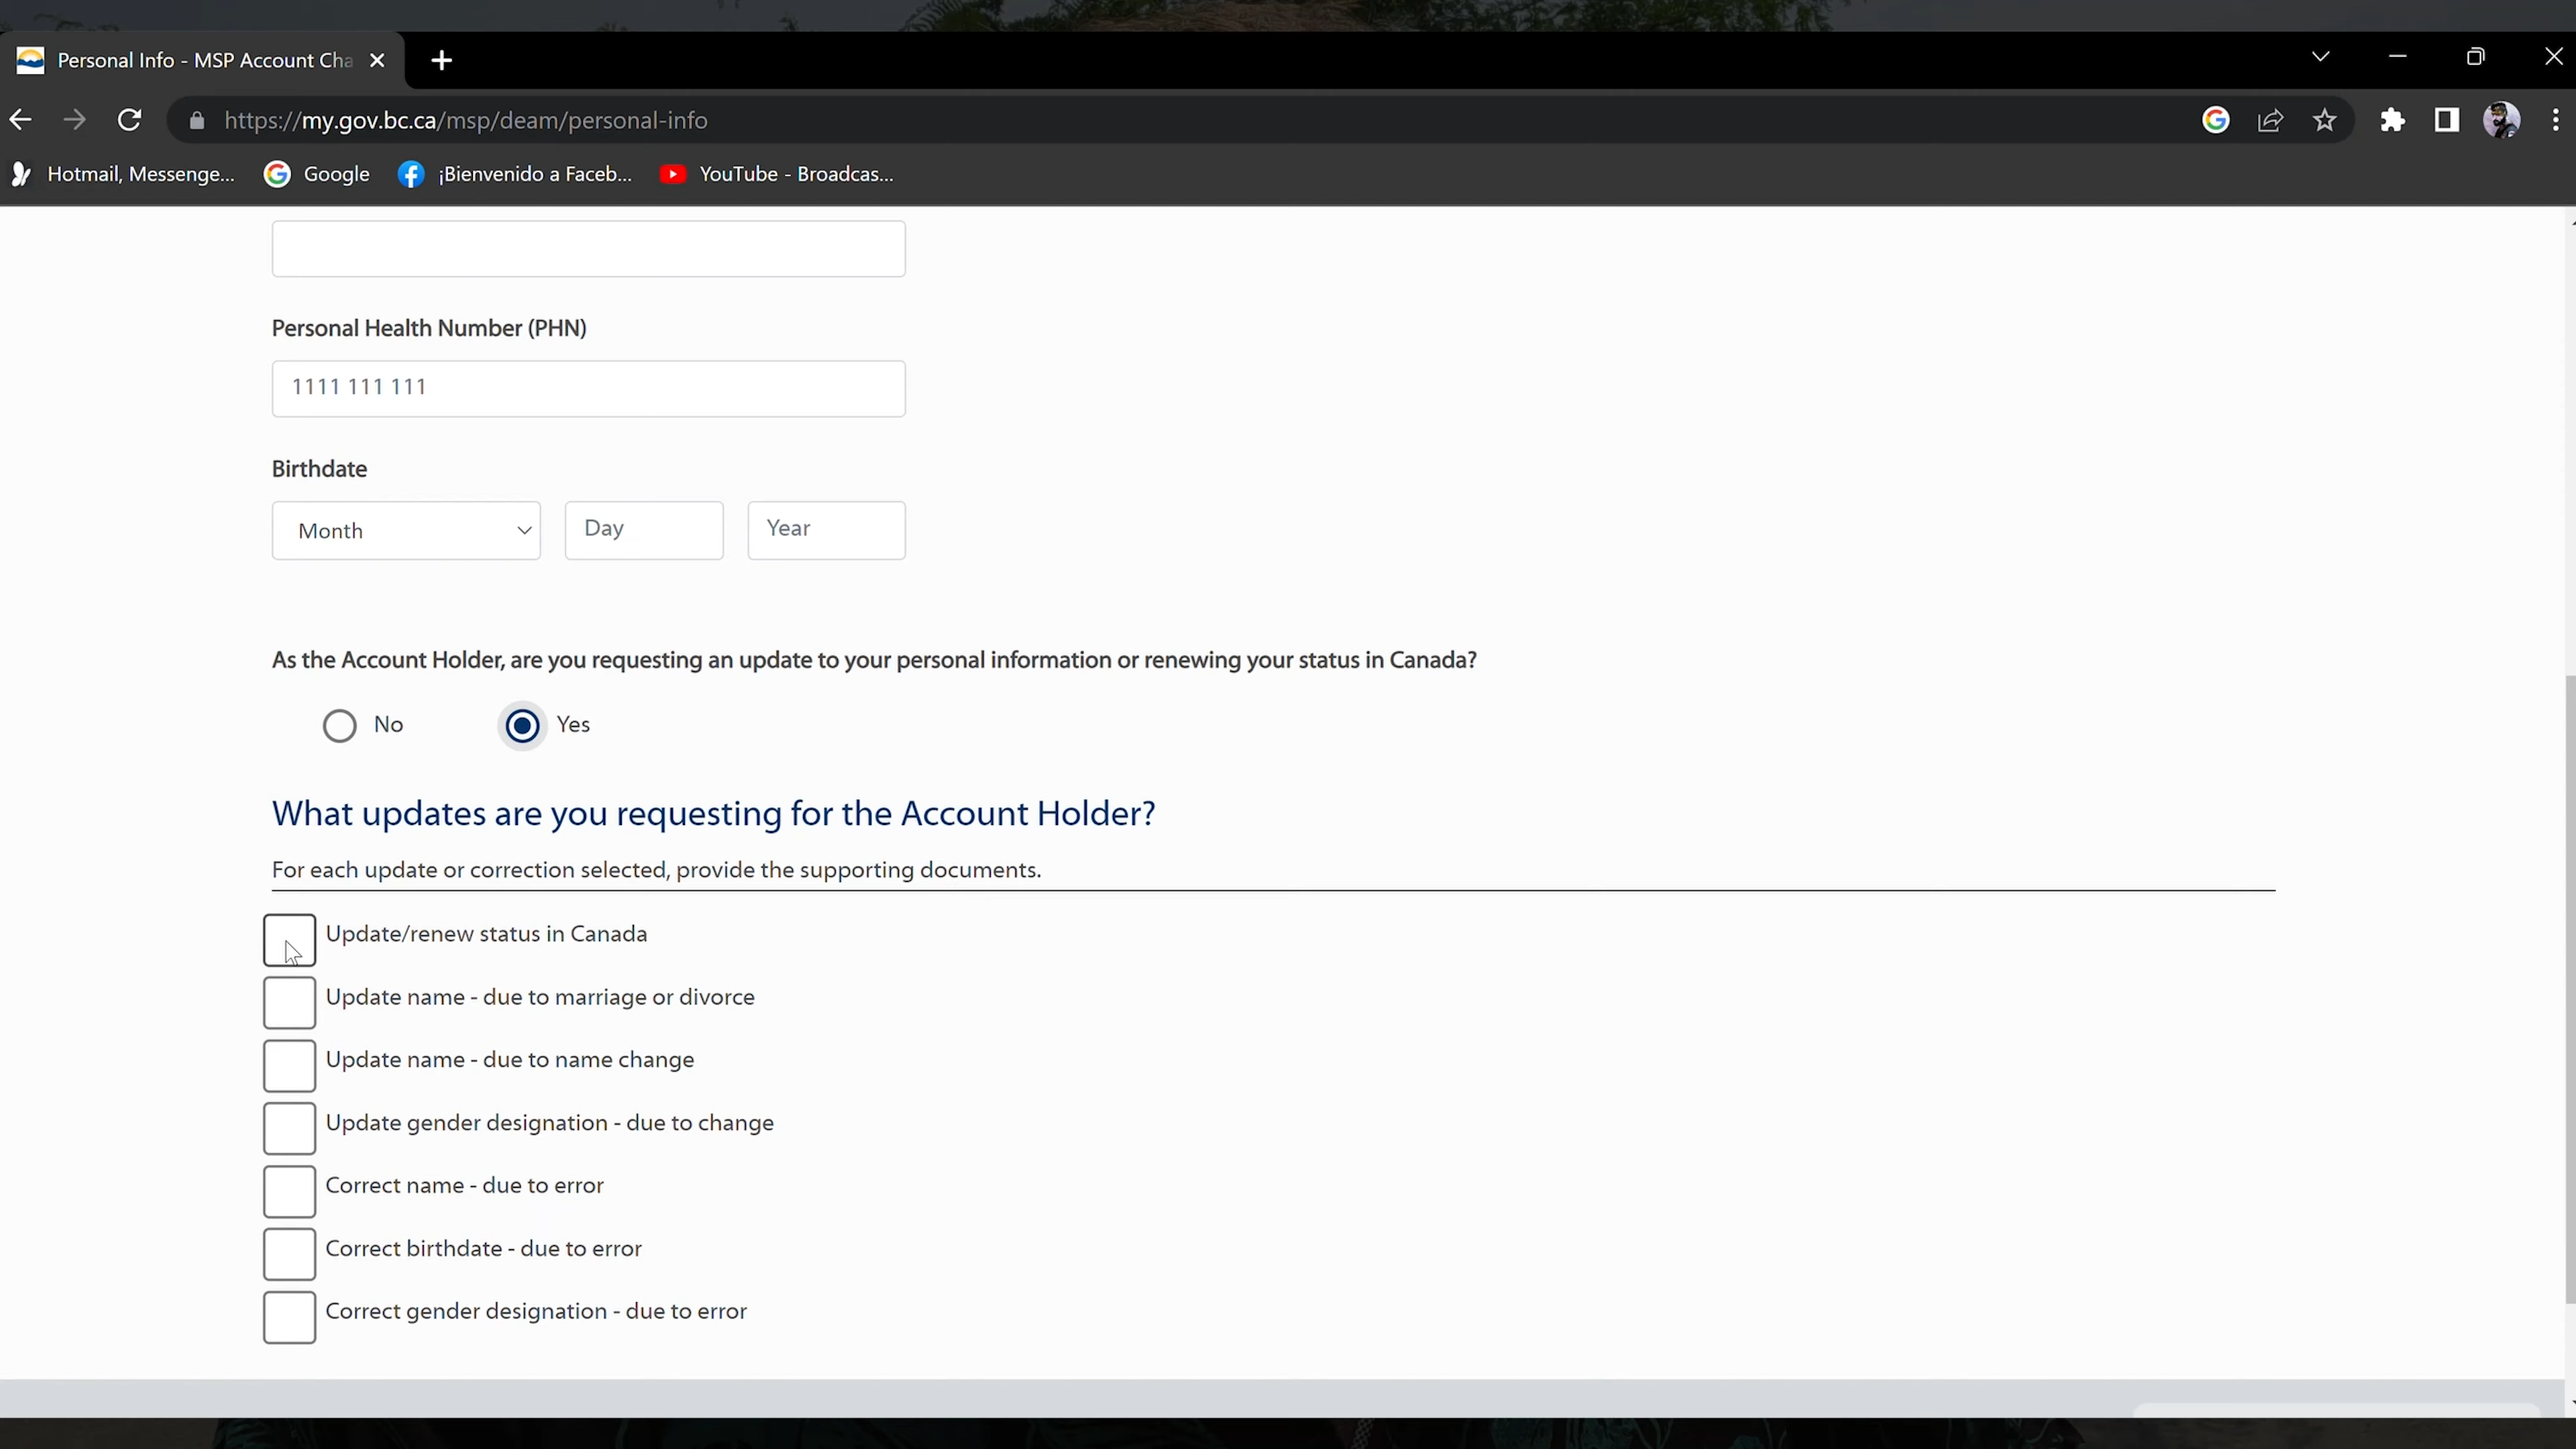 Personal Info - MSP Account Cha
https://my.gov.bc.ca/msp/deam/personal-info
Hotmail, Messenge... Google ¡Bienvenido a Faceb... YouTube - Broadcas...
Personal Health Number (PHN)
1111 111 111
Birthdate
Month Day Year
As the Account Holder, are you requesting an update to your personal information or renewing your status in Canada?
No Yes
What updates are you requesting for the Account Holder?
For each update or correction selected, provide the supporting documents.
Update/renew status in Canada
Update name - due to marriage or divorce
Update name - due to name change
Update gender designation - due to change
Correct name - due to error
Correct birthdate - due to error
Correct gender designation - due to error